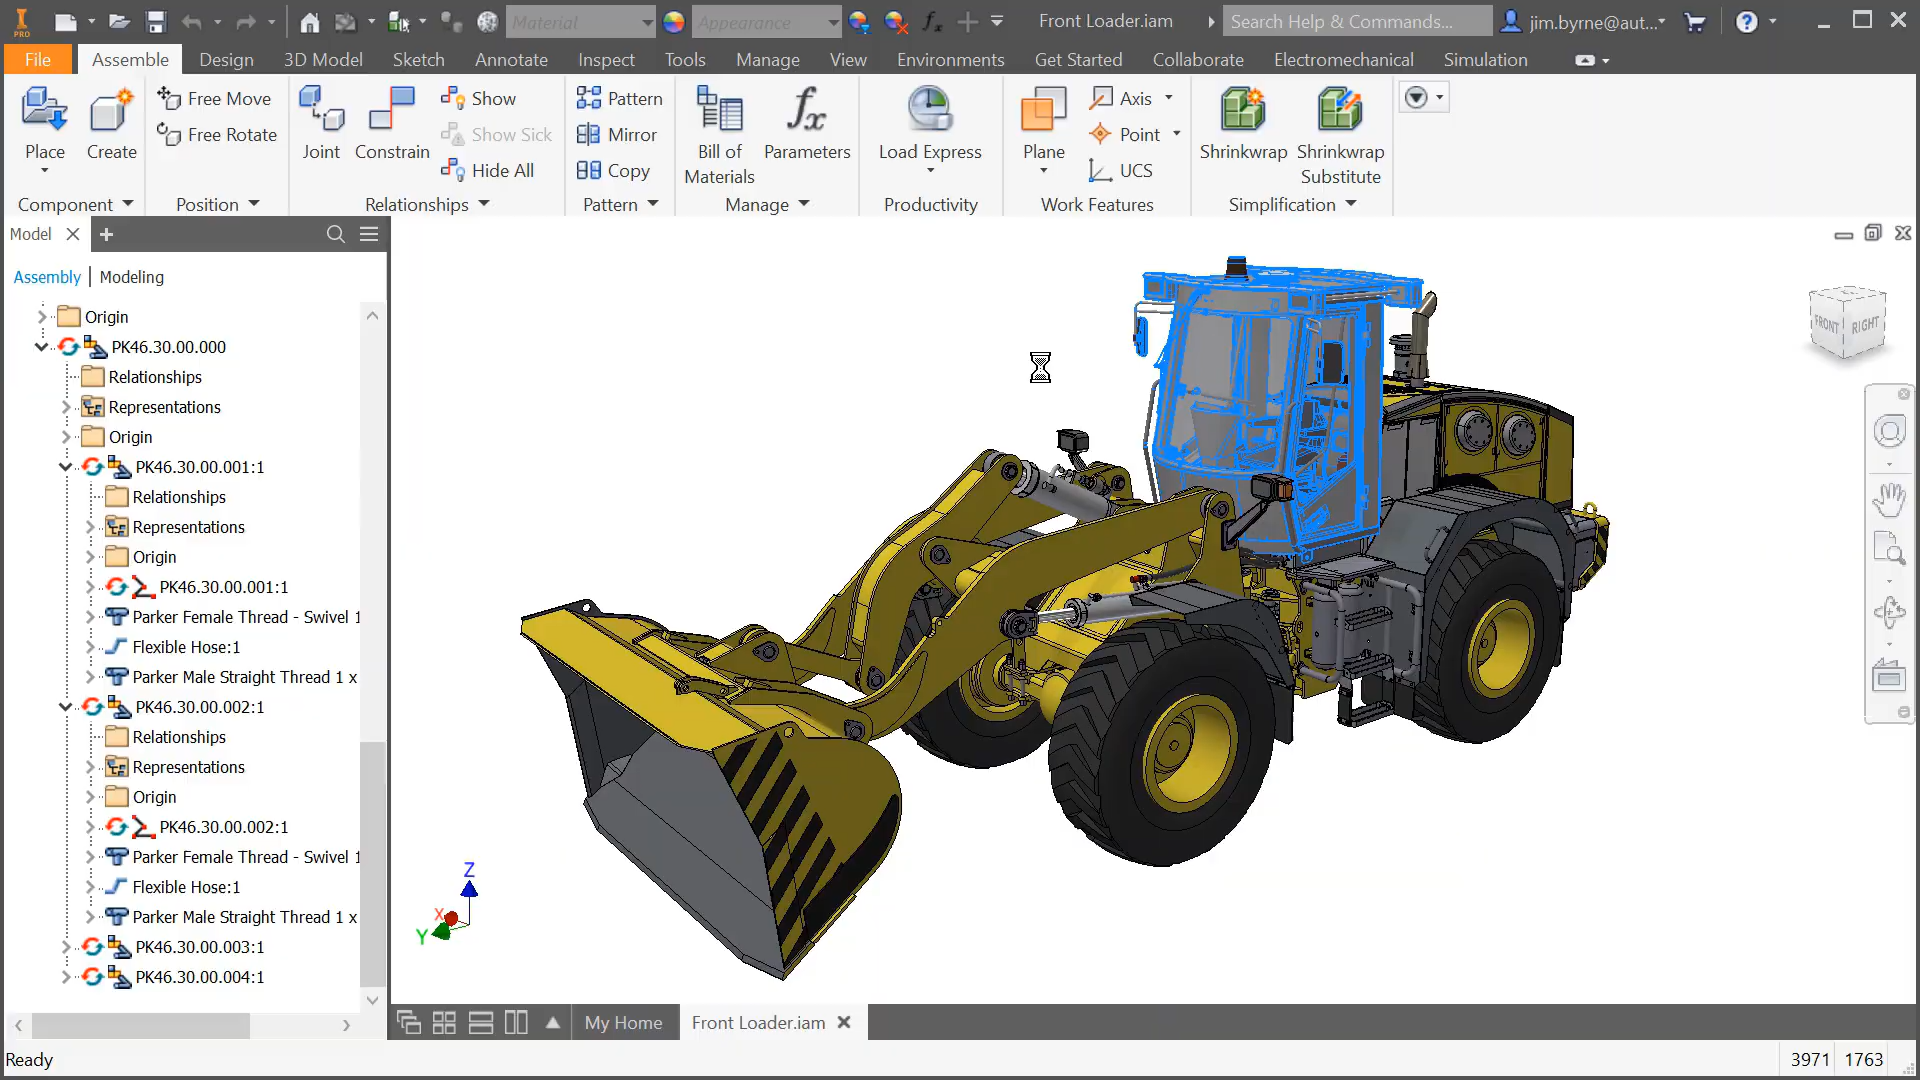 PRO
Material
Appearance
Front Loader.iam
Search Help & Commands...
jim.byrne@aut...
File
Assemble
Design
3D Model
Sketch
Annotate
Inspect
Tools
Manage
View
Environments
Get Started
Collaborate
Electromechanical
Simulation
Place
Create
Component
Free Move
Free Rotate
Position
Joint
Constrain
Show
Show Sick
Hide All
Relationships
Pattern
Mirror
Copy
Pattern
Bill of
Materials
Parameters
Manage
Load Express
Productivity
Plane
Axis
Point
UCS
Work Features
Shrinkwrap
Shrinkwrap
Substitute
Simplification
Model
Assembly
Modeling
Origin
PK46.30.00.000
Relationships
Representations
Origin
PK46.30.00.001:1
Relationships
Representations
Origin
PK46.30.00.001:1
Parker Female Thread - Swivel 1
Flexible Hose:1
Parker Male Straight Thread 1 x
PK46.30.00.002:1
Relationships
Representations
Origin
PK46.30.00.002:1
Parker Female Thread - Swivel 1
Flexible Hose:1
Parker Male Straight Thread 1 x
PK46.30.00.003:1
PK46.30.00.004:1
FRONT
RIGHT
Z
X
Y
My Home
Front Loader.iam
Ready
3971
1763